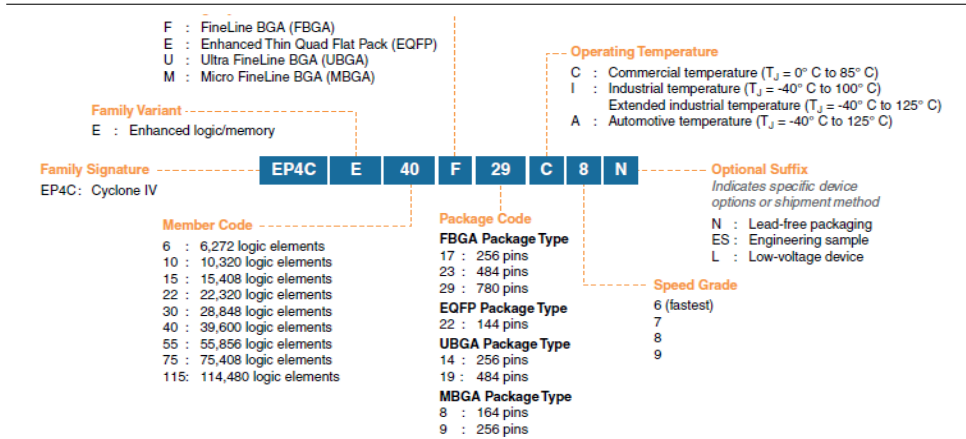 F : FineLine BGA (FBGA)
E : Enhanced Thin Quad Flat Pack (EQFP)
U : Ultra FineLine BGA (UBGA)
M : Micro FineLine BGA (MBGA)
Operating Temperature
C : Commercial temperature (TJ = 0° C to 85° C)
I : Industrial temperature (TJ = -40° C to 100° C)
Extended industrial temperature (TJ = -40° C to 125° C)
A : Automotive temperature (TJ = -40° C to 125° C)
Family Variant
E : Enhanced logic/memory
Family Signature
EP4C : Cyclone IV
EP4C E 40 F 29 C 8 N
Optional Suffix
Indicates specific device
options or shipment method
N : Lead-free packaging
ES : Engineering sample
L : Low-voltage device
Member Code
6 : 6,272 logic elements
10 : 10,320 logic elements
15 : 15,408 logic elements
22 : 22,320 logic elements
30 : 28,848 logic elements
40 : 39,600 logic elements
55 : 55,856 logic elements
75 : 75,408 logic elements
115: 114,480 logic elements
Package Code
FBGA Package Type
17 : 256 pins
23 : 484 pins
29 : 780 pins
EQFP Package Type
22 : 144 pins
UBGA Package Type
14 : 256 pins
19 : 484 pins
MBGA Package Type
8 : 164 pins
9 : 256 pins
Speed Grade
6 (fastest)
7
8
9